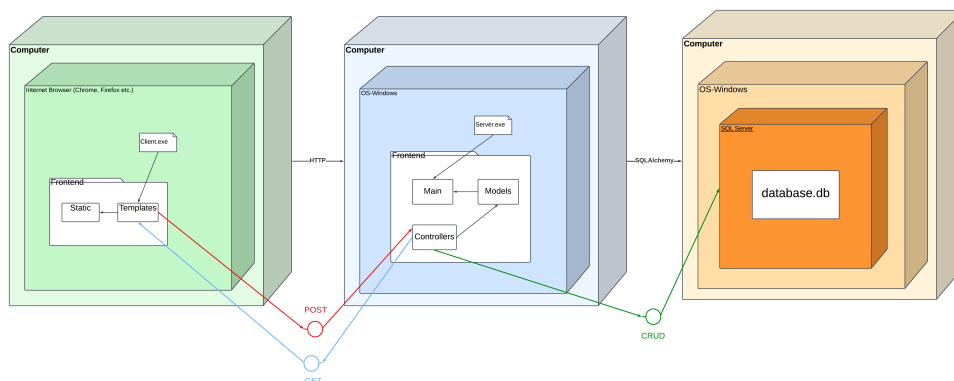 Computer
Internet Browser (Chrome, Firefox etc.)
Client.exe
Frontend
Static
Templates
HTTP
Computer
OS-Windows
Server.exe
Frontend
Main
Models
Controllers
SQLAlchemy
Computer
OS-Windows
SQL Server
database.db
POST
GET
CRUD